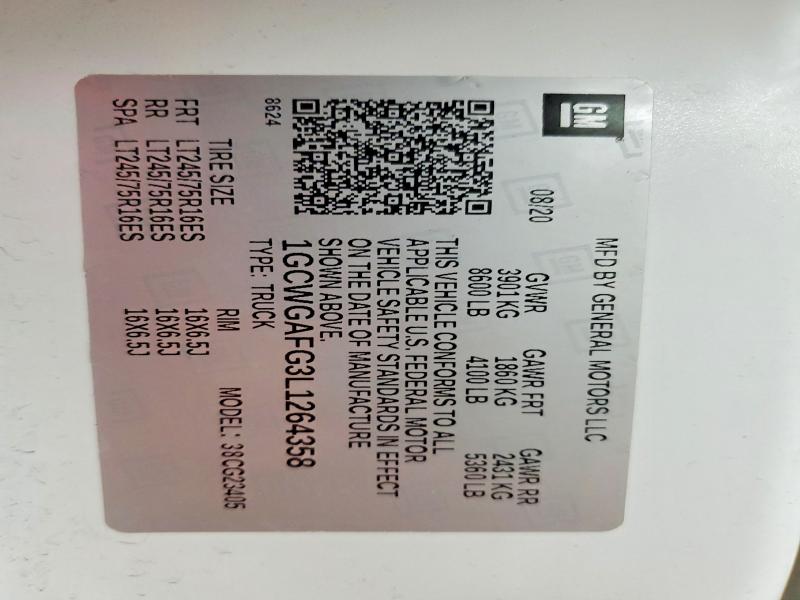 GM
MFD BY GENERAL MOTORS LLC
08/20
GVWR GAWR FRT GAWR RR
3901 KG 1860 KG 2431 KG
8600 LB 4100 LB 5360 LB
THIS VEHICLE CONFORMS TO ALL
APPLICABLE U.S. FEDERAL MOTOR
VEHICLE SAFETY STANDARDS IN EFFECT
ON THE DATE OF MANUFACTURE
SHOWN ABOVE.
1GCWGAFG3L1264358
8624
TYPE: TRUCK
MODEL: 38CG23405
TIRE SIZE RIM
FRT LT245/75R16ES 16X6.5J
RR LT245/75R16ES 16X6.5J
SPA LT245/75R16ES 16X6.5J